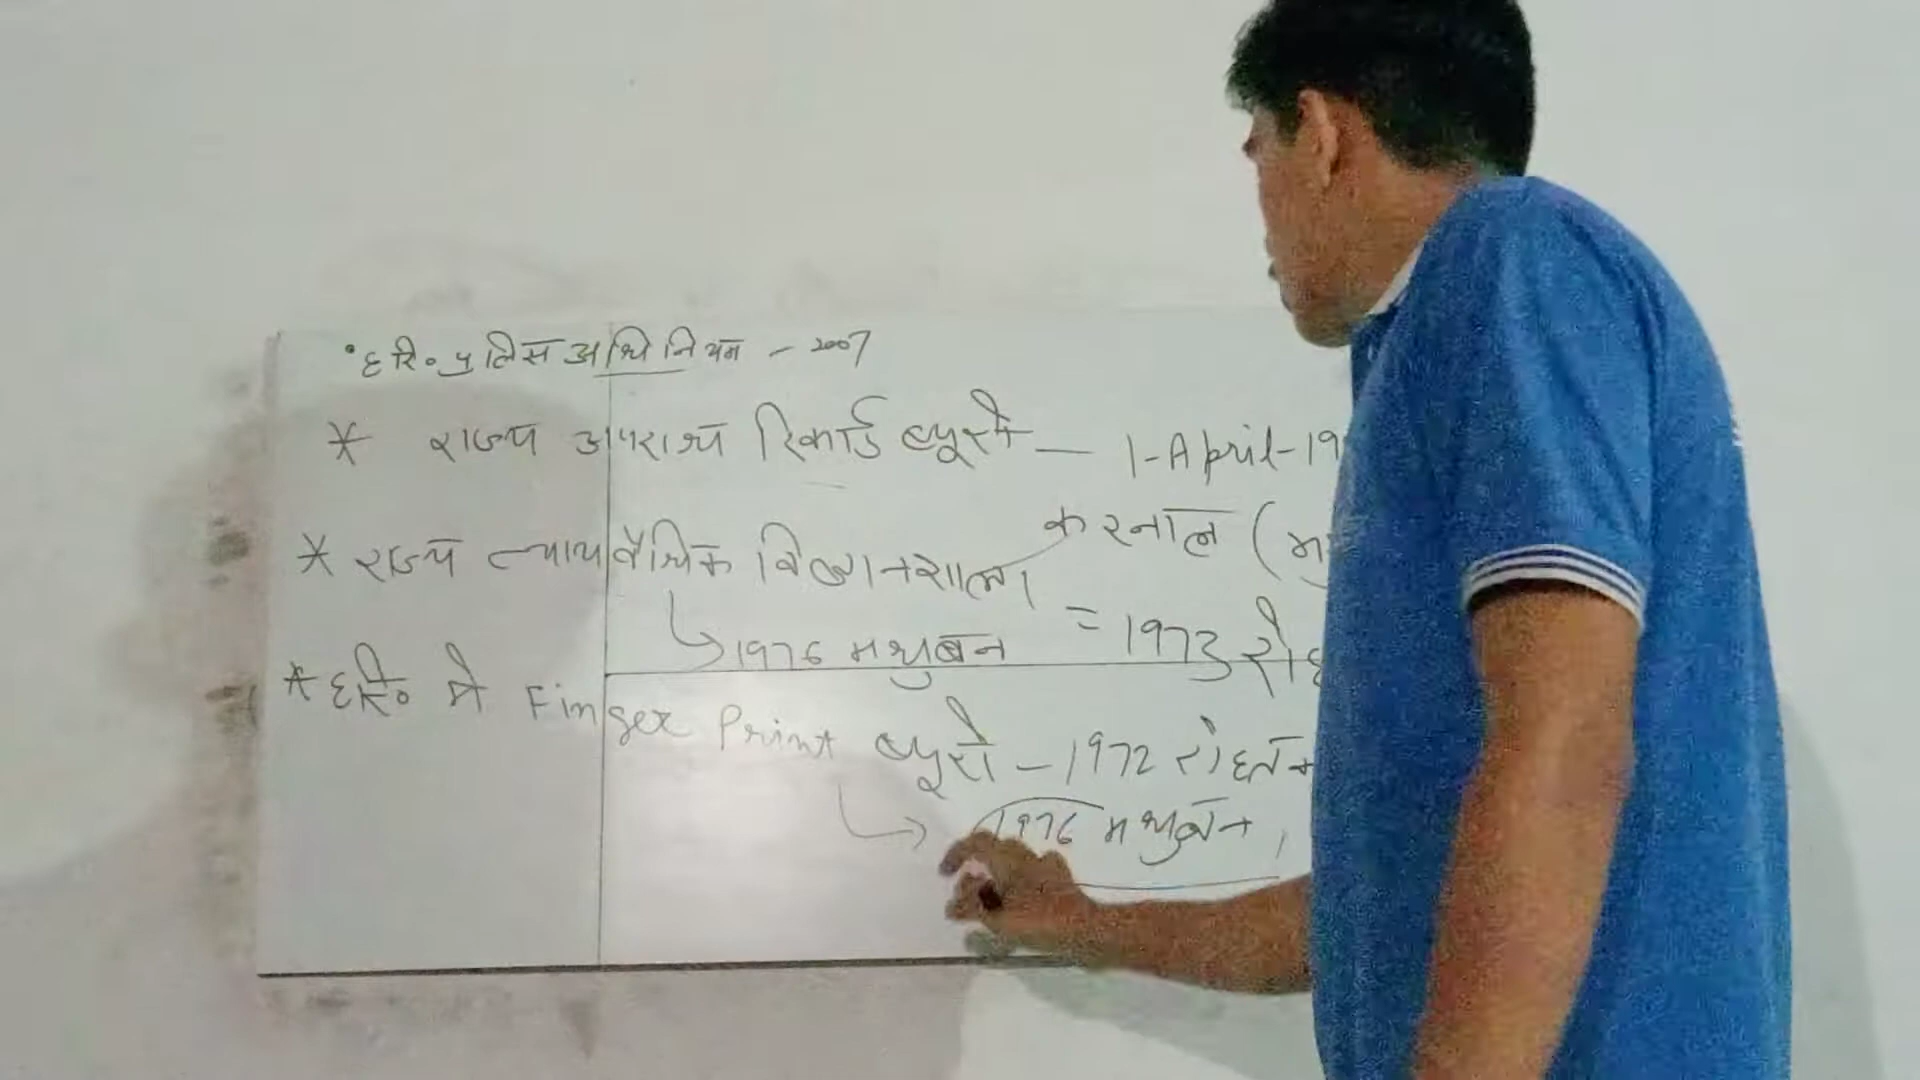 • हरि० पुलिस अधिनियम - 2007
* राज्य अपराध रिकार्ड ब्यूरो — 1-April-19
करनाल (म
* राज्य न्यायवैधिक विज्ञानशाला
= 1973 रोह
↳ 1976 मधुबन
* हरि० मे Finger Print ब्यूरो - 1972 रोहत
↳ 1976 मधुबन